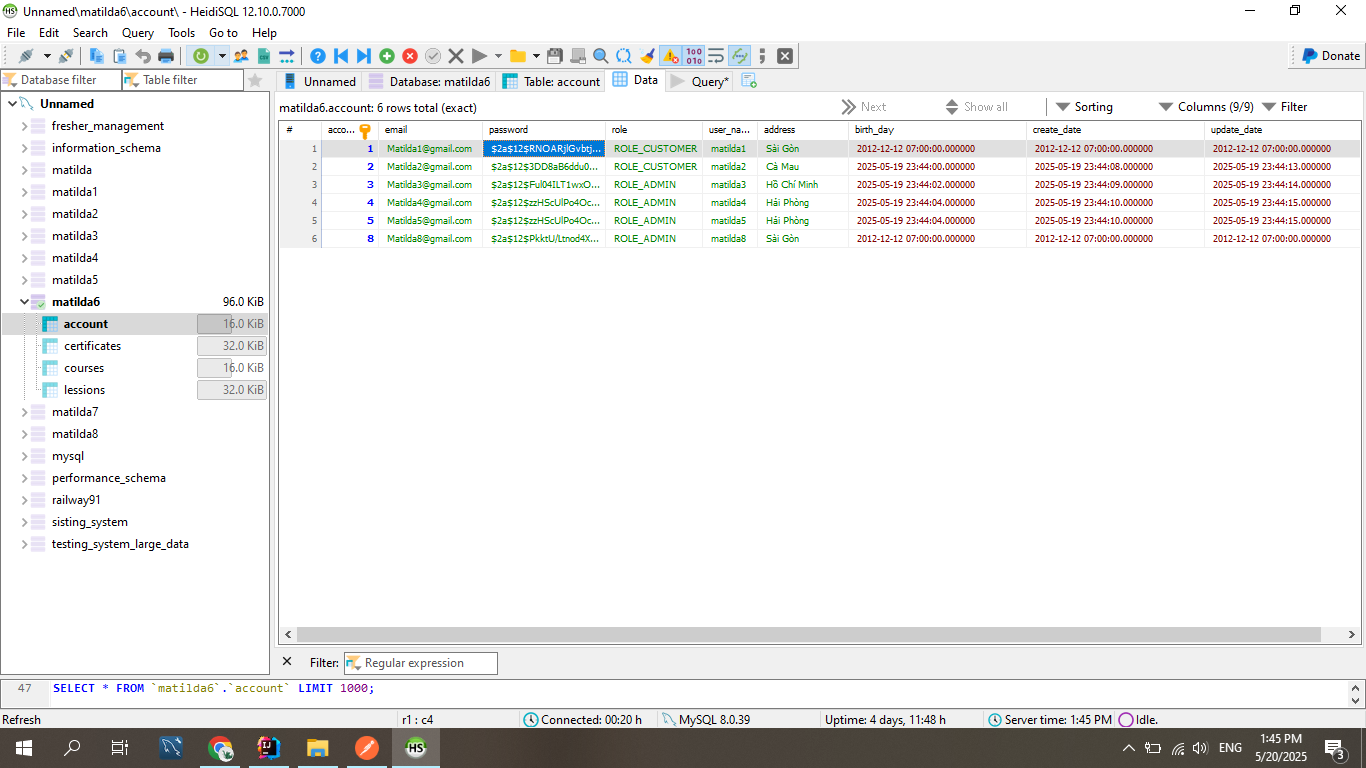 Unnamed\matilda6\account\ - HeidiSQL 12.10.0.7000
File Edit Search Query Tools Go to Help
Donate
Database filter Table filter
Unnamed Database: matilda6 Table: account Data Query*
Unnamed
fresher_management
information_schema
matilda
matilda1
matilda2
matilda3
matilda4
matilda5
matilda6 96.0 KiB
account 16.0 KiB
certificates 32.0 KiB
courses 16.0 KiB
lessions 32.0 KiB
matilda7
matilda8
mysql
performance_schema
railway91
sisting_system
testing_system_large_data
matilda6.account: 6 rows total (exact) Next Show all Sorting Columns (9/9) Filter
# acco... email password role user_na... address birth_day create_date update_date
1 1 Matilda1@gmail.com $2a$12$RNOARjlGvbtj... ROLE_CUSTOMER matilda1 Sài Gòn 2012-12-12 07:00:00.000000 2012-12-12 07:00:00.000000 2012-12-12 07:00:00.000000
2 2 Matilda2@gmail.com $2a$12$3DD8aB6ddu0... ROLE_CUSTOMER matilda2 Cà Mau 2025-05-19 23:44:00.000000 2025-05-19 23:44:08.000000 2025-05-19 23:44:13.000000
3 3 Matilda3@gmail.com $2a$12$Ful04ILT1wxO... ROLE_ADMIN matilda3 Hồ Chí Minh 2025-05-19 23:44:02.000000 2025-05-19 23:44:09.000000 2025-05-19 23:44:14.000000
4 4 Matilda4@gmail.com $2a$12$zzHScUlPo4Oc... ROLE_ADMIN matilda4 Hải Phòng 2025-05-19 23:44:04.000000 2025-05-19 23:44:10.000000 2025-05-19 23:44:15.000000
5 5 Matilda5@gmail.com $2a$12$zzHScUlPo4Oc... ROLE_ADMIN matilda5 Hải Phòng 2025-05-19 23:44:04.000000 2025-05-19 23:44:10.000000 2025-05-19 23:44:15.000000
6 8 Matilda8@gmail.com $2a$12$PkktU/Ltnod4X... ROLE_ADMIN matilda8 Sài Gòn 2012-12-12 07:00:00.000000 2012-12-12 07:00:00.000000 2012-12-12 07:00:00.000000
Filter: Regular expression
47 SELECT * FROM `matilda6`.`account` LIMIT 1000;
Refresh r1 : c4 Connected: 00:20 h MySQL 8.0.39 Uptime: 4 days, 11:48 h Server time: 1:45 PM Idle.
ENG 1:45 PM
5/20/2025 3